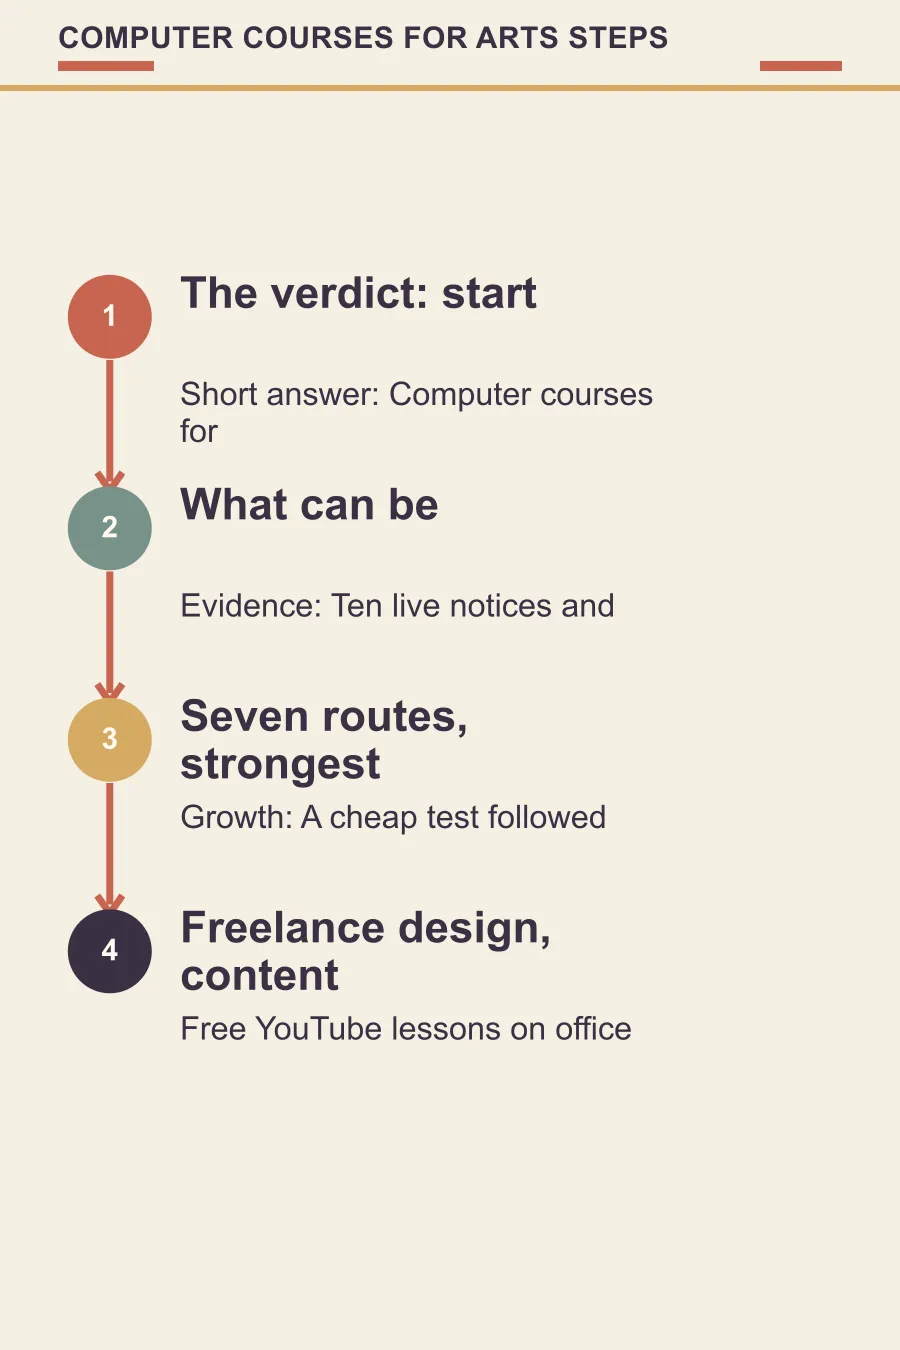 COMPUTER COURSES FOR ARTS STEPS
1
The verdict: start
Short answer: Computer courses
for
2
What can be
Evidence: Ten live notices and
3
Seven routes,
strongest
Growth: A cheap test followed
4
Freelance design,
content
Free YouTube lessons on office